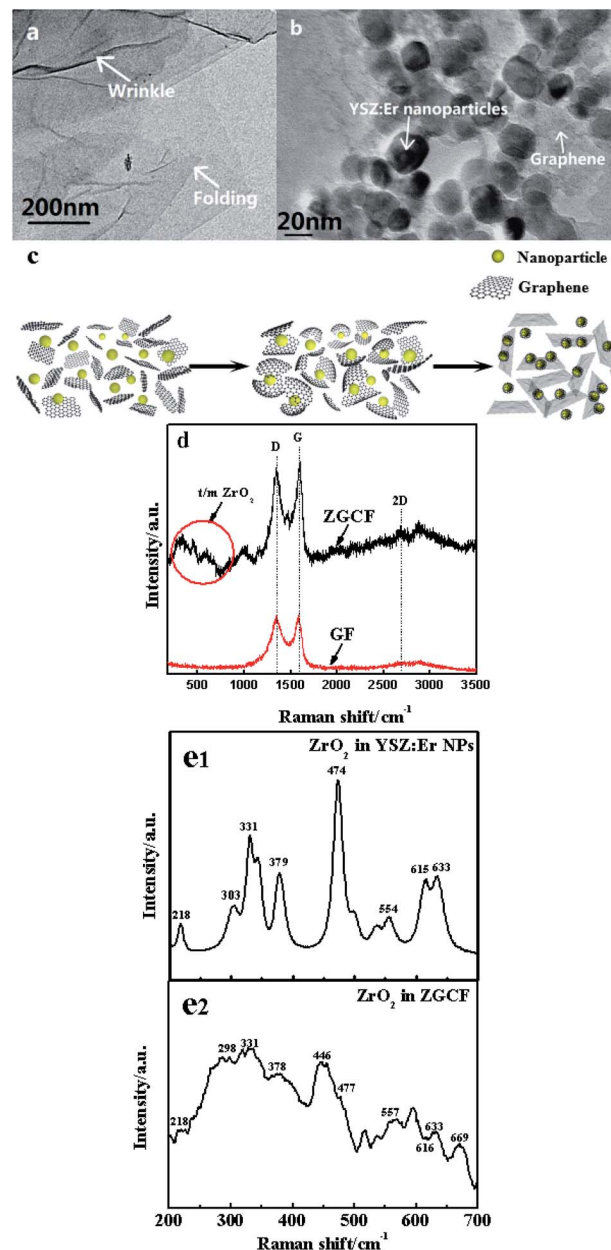 a
Wrinkle
Folding
200nm
b
YSZ:Er nanoparticles
Graphene
20nm
c
Nanoparticle
Graphene
d
D
G
t/m ZrO₂
ZGCF
2D
GF
Intensity/a.u.
500 1000 1500 2000 2500 3000 3500
Raman shift/cm⁻¹
e1
ZrO₂ in YSZ:Er NPs
474
331
379
615 633
303
554
218
Intensity/a.u.
e2
ZrO₂ in ZGCF
298 331
378
446
477
218
557
633
616
669
Intensity/a.u.
200 300 400 500 600 700
Raman shift/cm⁻¹